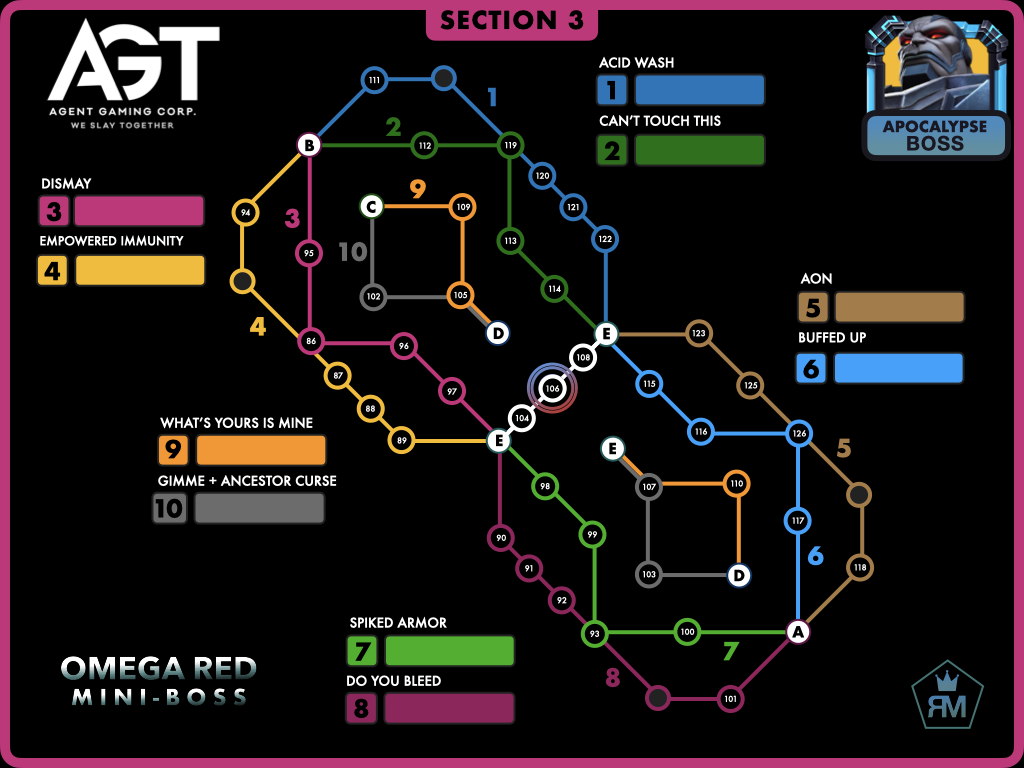 SECTION 3
AGT
AGENT GAMING CORP.
WE SLAY TOGETHER
APOCALYPSE
BOSS
ACID WASH
1
CAN'T TOUCH THIS
2
DISMAY
3
EMPOWERED IMMUNITY
4
AON
5
BUFFED UP
6
WHAT'S YOURS IS MINE
9
GIMME + ANCESTOR CURSE
10
SPIKED ARMOR
7
DO YOU BLEED
8
OMEGA RED
MINI-BOSS
111
1
2
B
112
119
120
9
C
109
121
94
3
95
10
113
122
102
105
114
4
D
E
123
86
96
108
87
97
106
115
125
88
104
116
126
89
E
E
5
98
107
110
117
99
6
90
91
103
D
118
92
93
100
7
A
8
101
RM